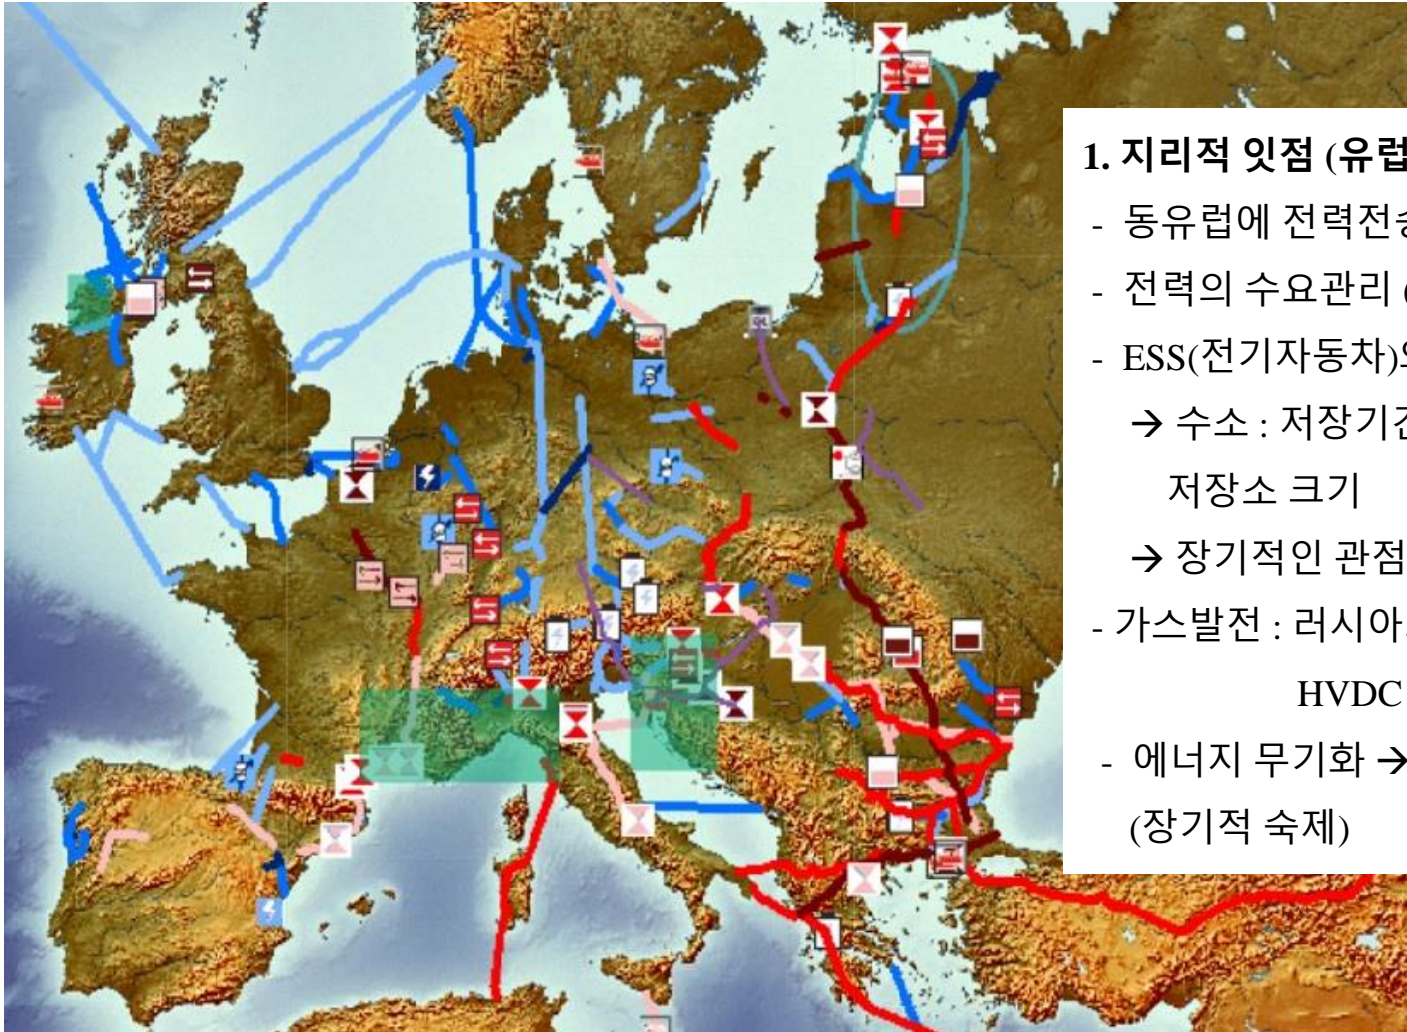 1. 지리적 잇점 (유럽
- 동유럽에 전력전송
- 전력의 수요관리 (
- ESS(전기자동차)와
→ 수소 : 저장기간
저장소 크기
→ 장기적인 관점
- 가스발전 : 러시아
HVDC
- 에너지 무기화 →
(장기적 숙제)